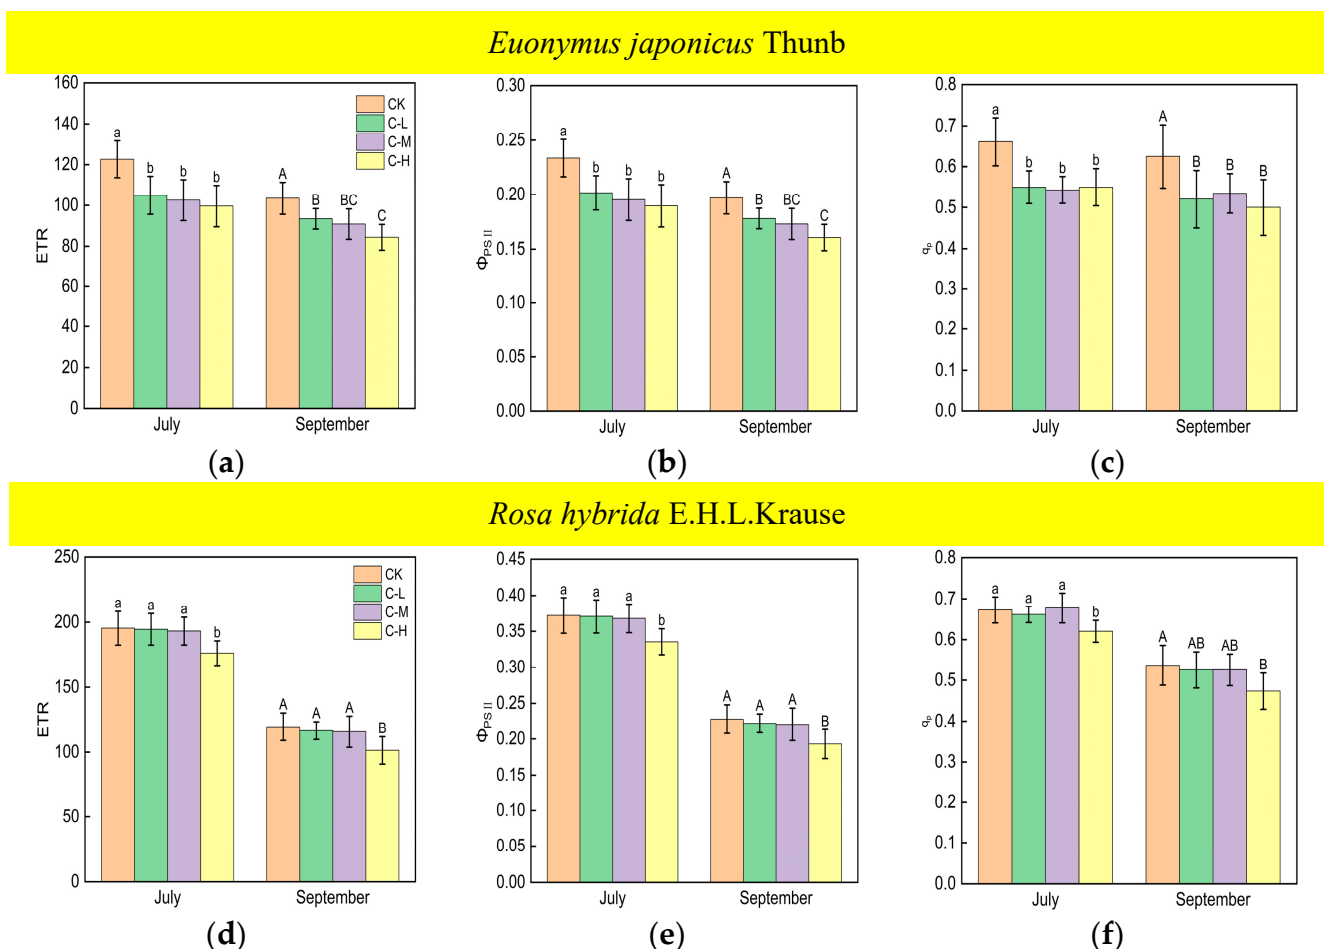 Euonymus japonicus Thunb
160
140
120
100
80
60
40
20
0
ETR
a
b
b
b
A
B
BC
C
CK
C-L
C-M
C-H
July
September
(a)
0.30
0.25
0.20
0.15
0.10
0.05
0.00
ΦPSII
a
b
b
b
A
B
BC
C
July
September
(b)
0.8
0.7
0.6
0.5
0.4
0.3
0.2
0.1
0.0
qp
a
b
b
b
A
B
B
B
July
September
(c)
Rosa hybrida E.H.L.Krause
250
200
150
100
50
0
ETR
a
a
a
b
A
A
A
B
CK
C-L
C-M
C-H
July
September
(d)
0.45
0.40
0.35
0.30
0.25
0.20
0.15
0.10
0.05
0.00
ΦPSII
a
a
a
b
A
A
A
B
July
September
(e)
0.8
0.7
0.6
0.5
0.4
0.3
0.2
0.1
0.0
qp
a
a
a
b
A
AB
AB
B
July
September
(f)